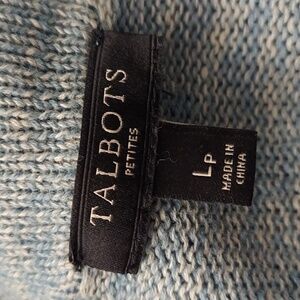 TALBOTS
PETITES
LP
MADE IN
CHINA